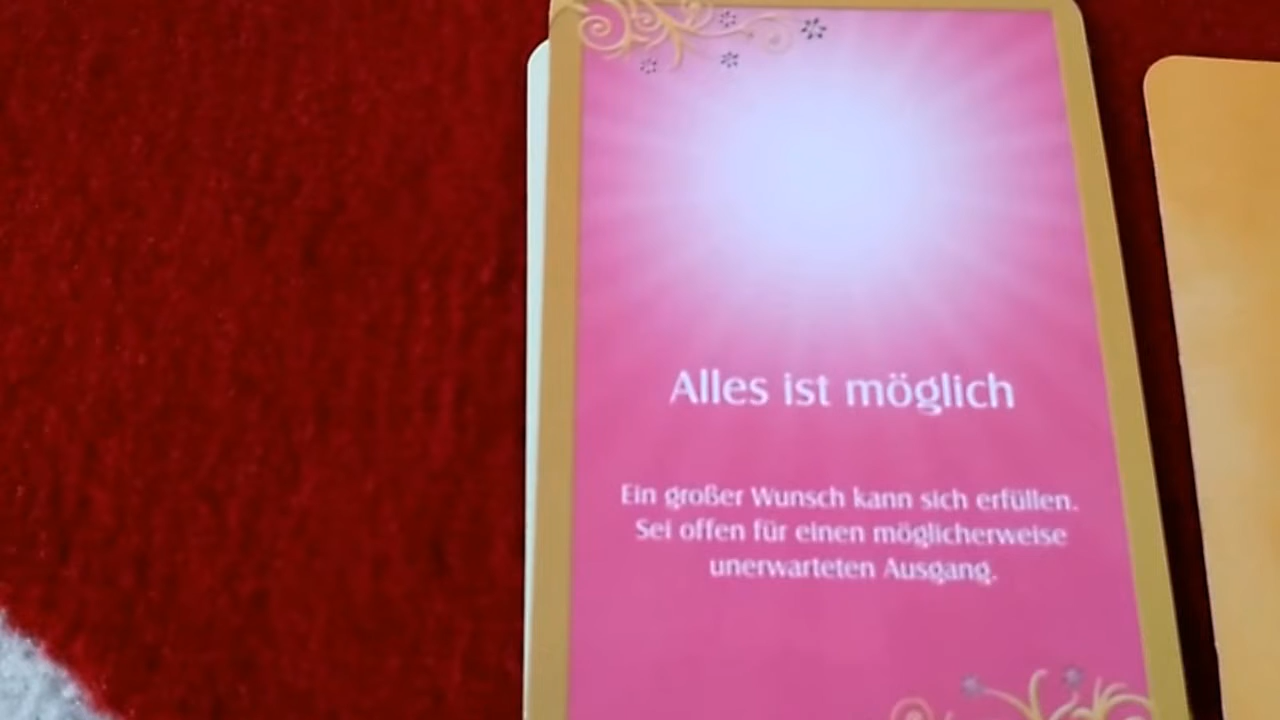 Alles ist möglich
Ein großer Wunsch kann sich erfüllen.
Sei offen für einen möglicherweise
unerwarteten Ausgang.